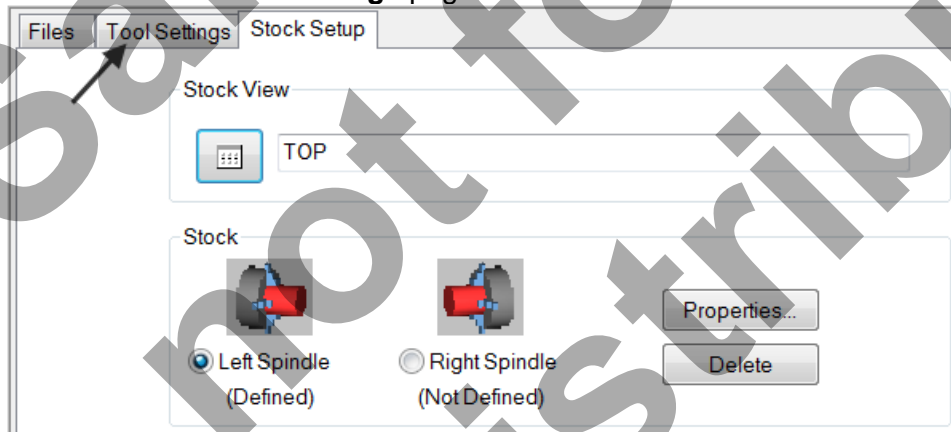 Files Tool Settings Stock Setup
Stock View
TOP
Stock
Properties...
Left Spindle Right Spindle Delete
(Defined) (Not Defined)